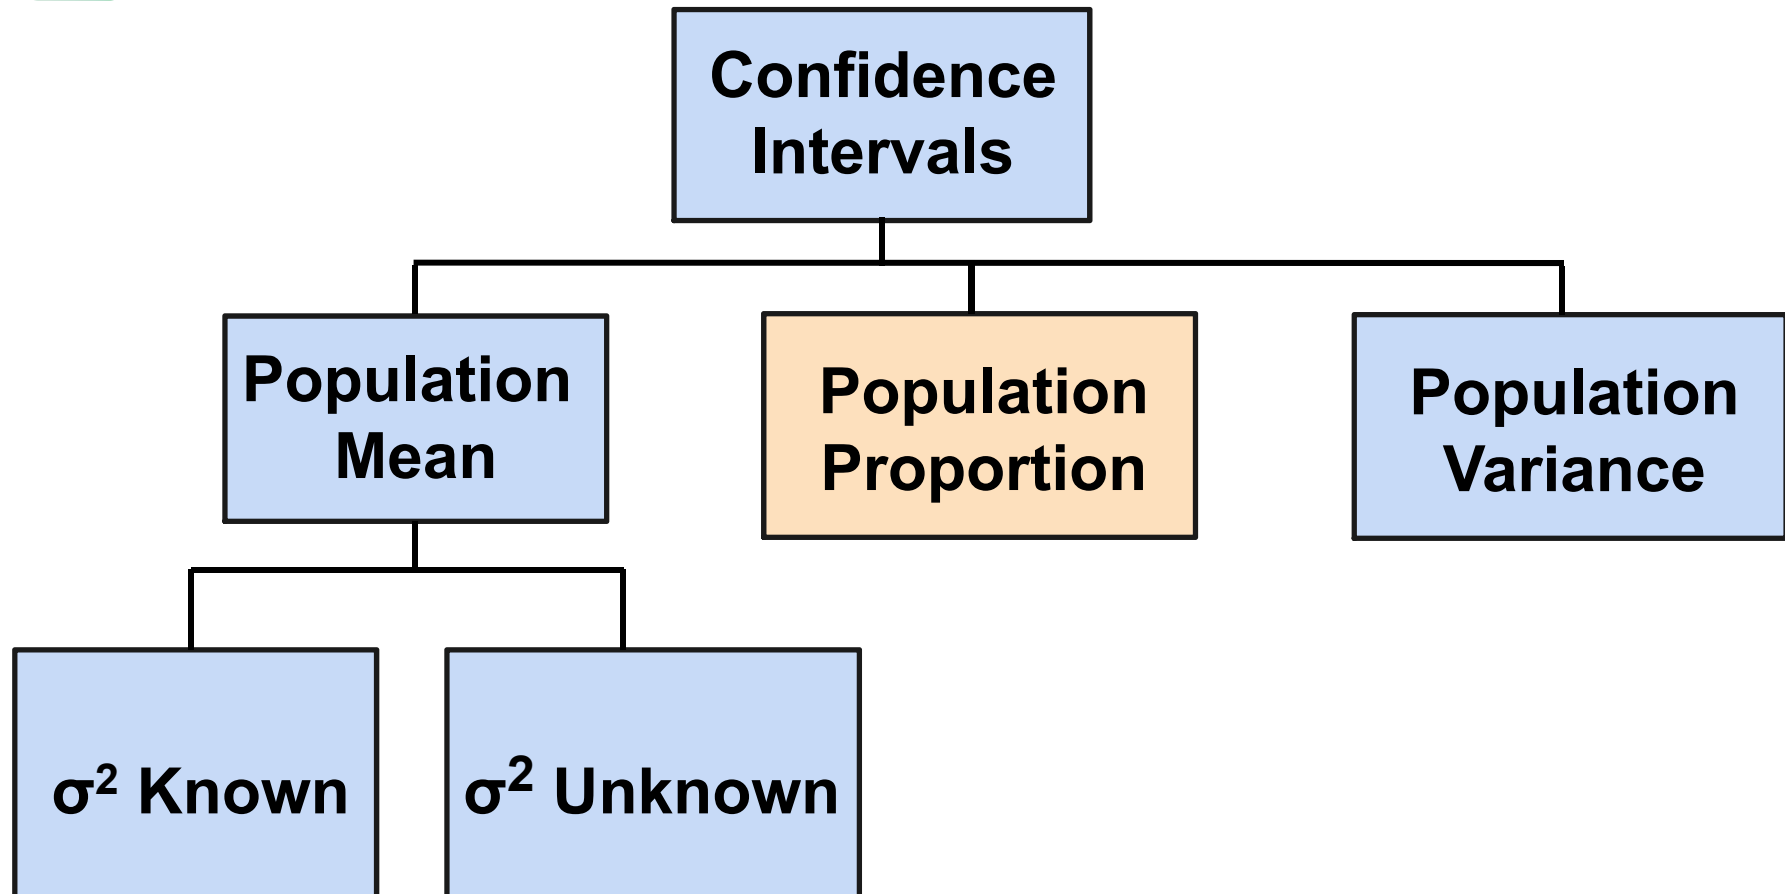 Confidence
Intervals
Population
Mean
Population
Proportion
Population
Variance
σ² Known
σ² Unknown